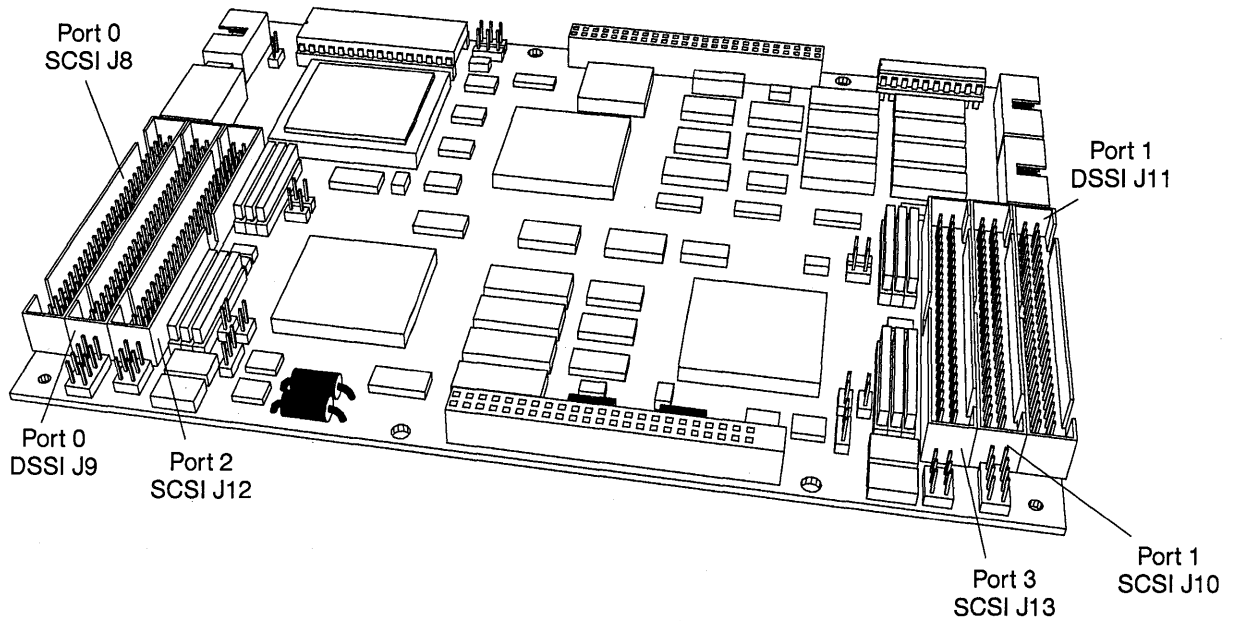 Port 0
SCSI J8
Port 1
DSSI J11
Port 0
DSSI J9
Port 2
SCSI J12
Port 3
SCSI J13
Port 1
SCSI J10